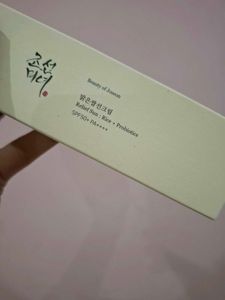 조선
미녀
Beauty of Joseon
맑은쌀선크림
Relief Sun : Rice + Probiotics
SPF50+ PA++++